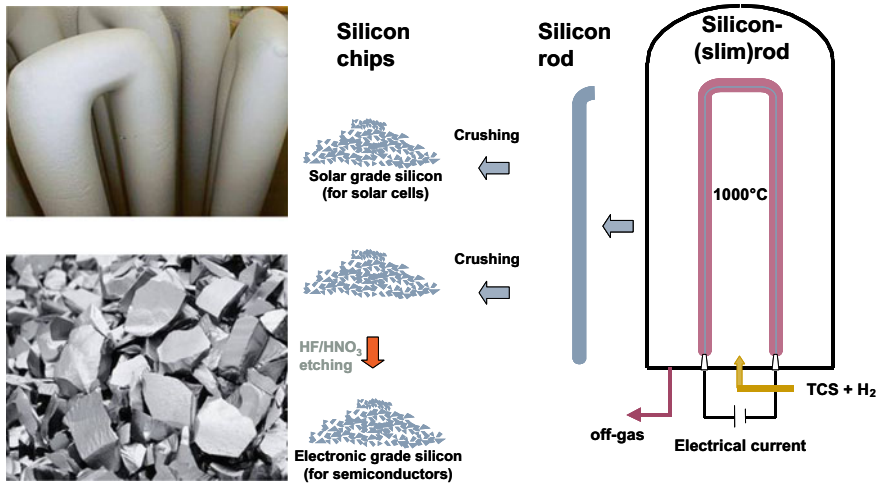 Silicon
chips
Silicon
rod
Silicon-
(slim)rod
Crushing
Solar grade silicon
(for solar cells)
1000°C
Crushing
HF/HNO₃
etching
TCS + H₂
off-gas
Electrical current
Electronic grade silicon
(for semiconductors)